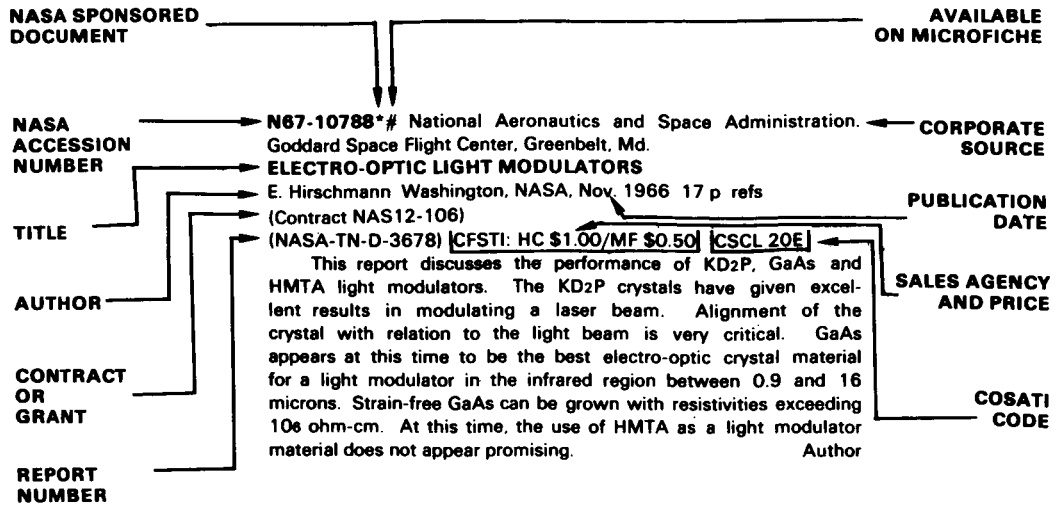 NASA SPONSORED
DOCUMENT
AVAILABLE
ON MICROFICHE
NASA
ACCESSION
NUMBER
N67-10788*# National Aeronautics and Space Administration.
Goddard Space Flight Center, Greenbelt, Md.
CORPORATE
SOURCE
ELECTRO-OPTIC LIGHT MODULATORS
E. Hirschmann Washington, NASA, Nov. 1966 17 p refs
(Contract NAS12-106)
(NASA-TN-D-3678) CFSTI: HC $1.00/MF $0.50 CSCL 20E
PUBLICATION
DATE
TITLE
AUTHOR
SALES AGENCY
AND PRICE
This report discusses the performance of KD2P, GaAs and
HMTA light modulators. The KD2P crystals have given excel-
lent results in modulating a laser beam. Alignment of the
crystal with relation to the light beam is very critical. GaAs
appears at this time to be the best electro-optic crystal material
for a light modulator in the infrared region between 0.9 and 16
microns. Strain-free GaAs can be grown with resistivities exceeding
106 ohm-cm. At this time, the use of HMTA as a light modulator
material does not appear promising. Author
CONTRACT
OR
GRANT
COSATI
CODE
REPORT
NUMBER